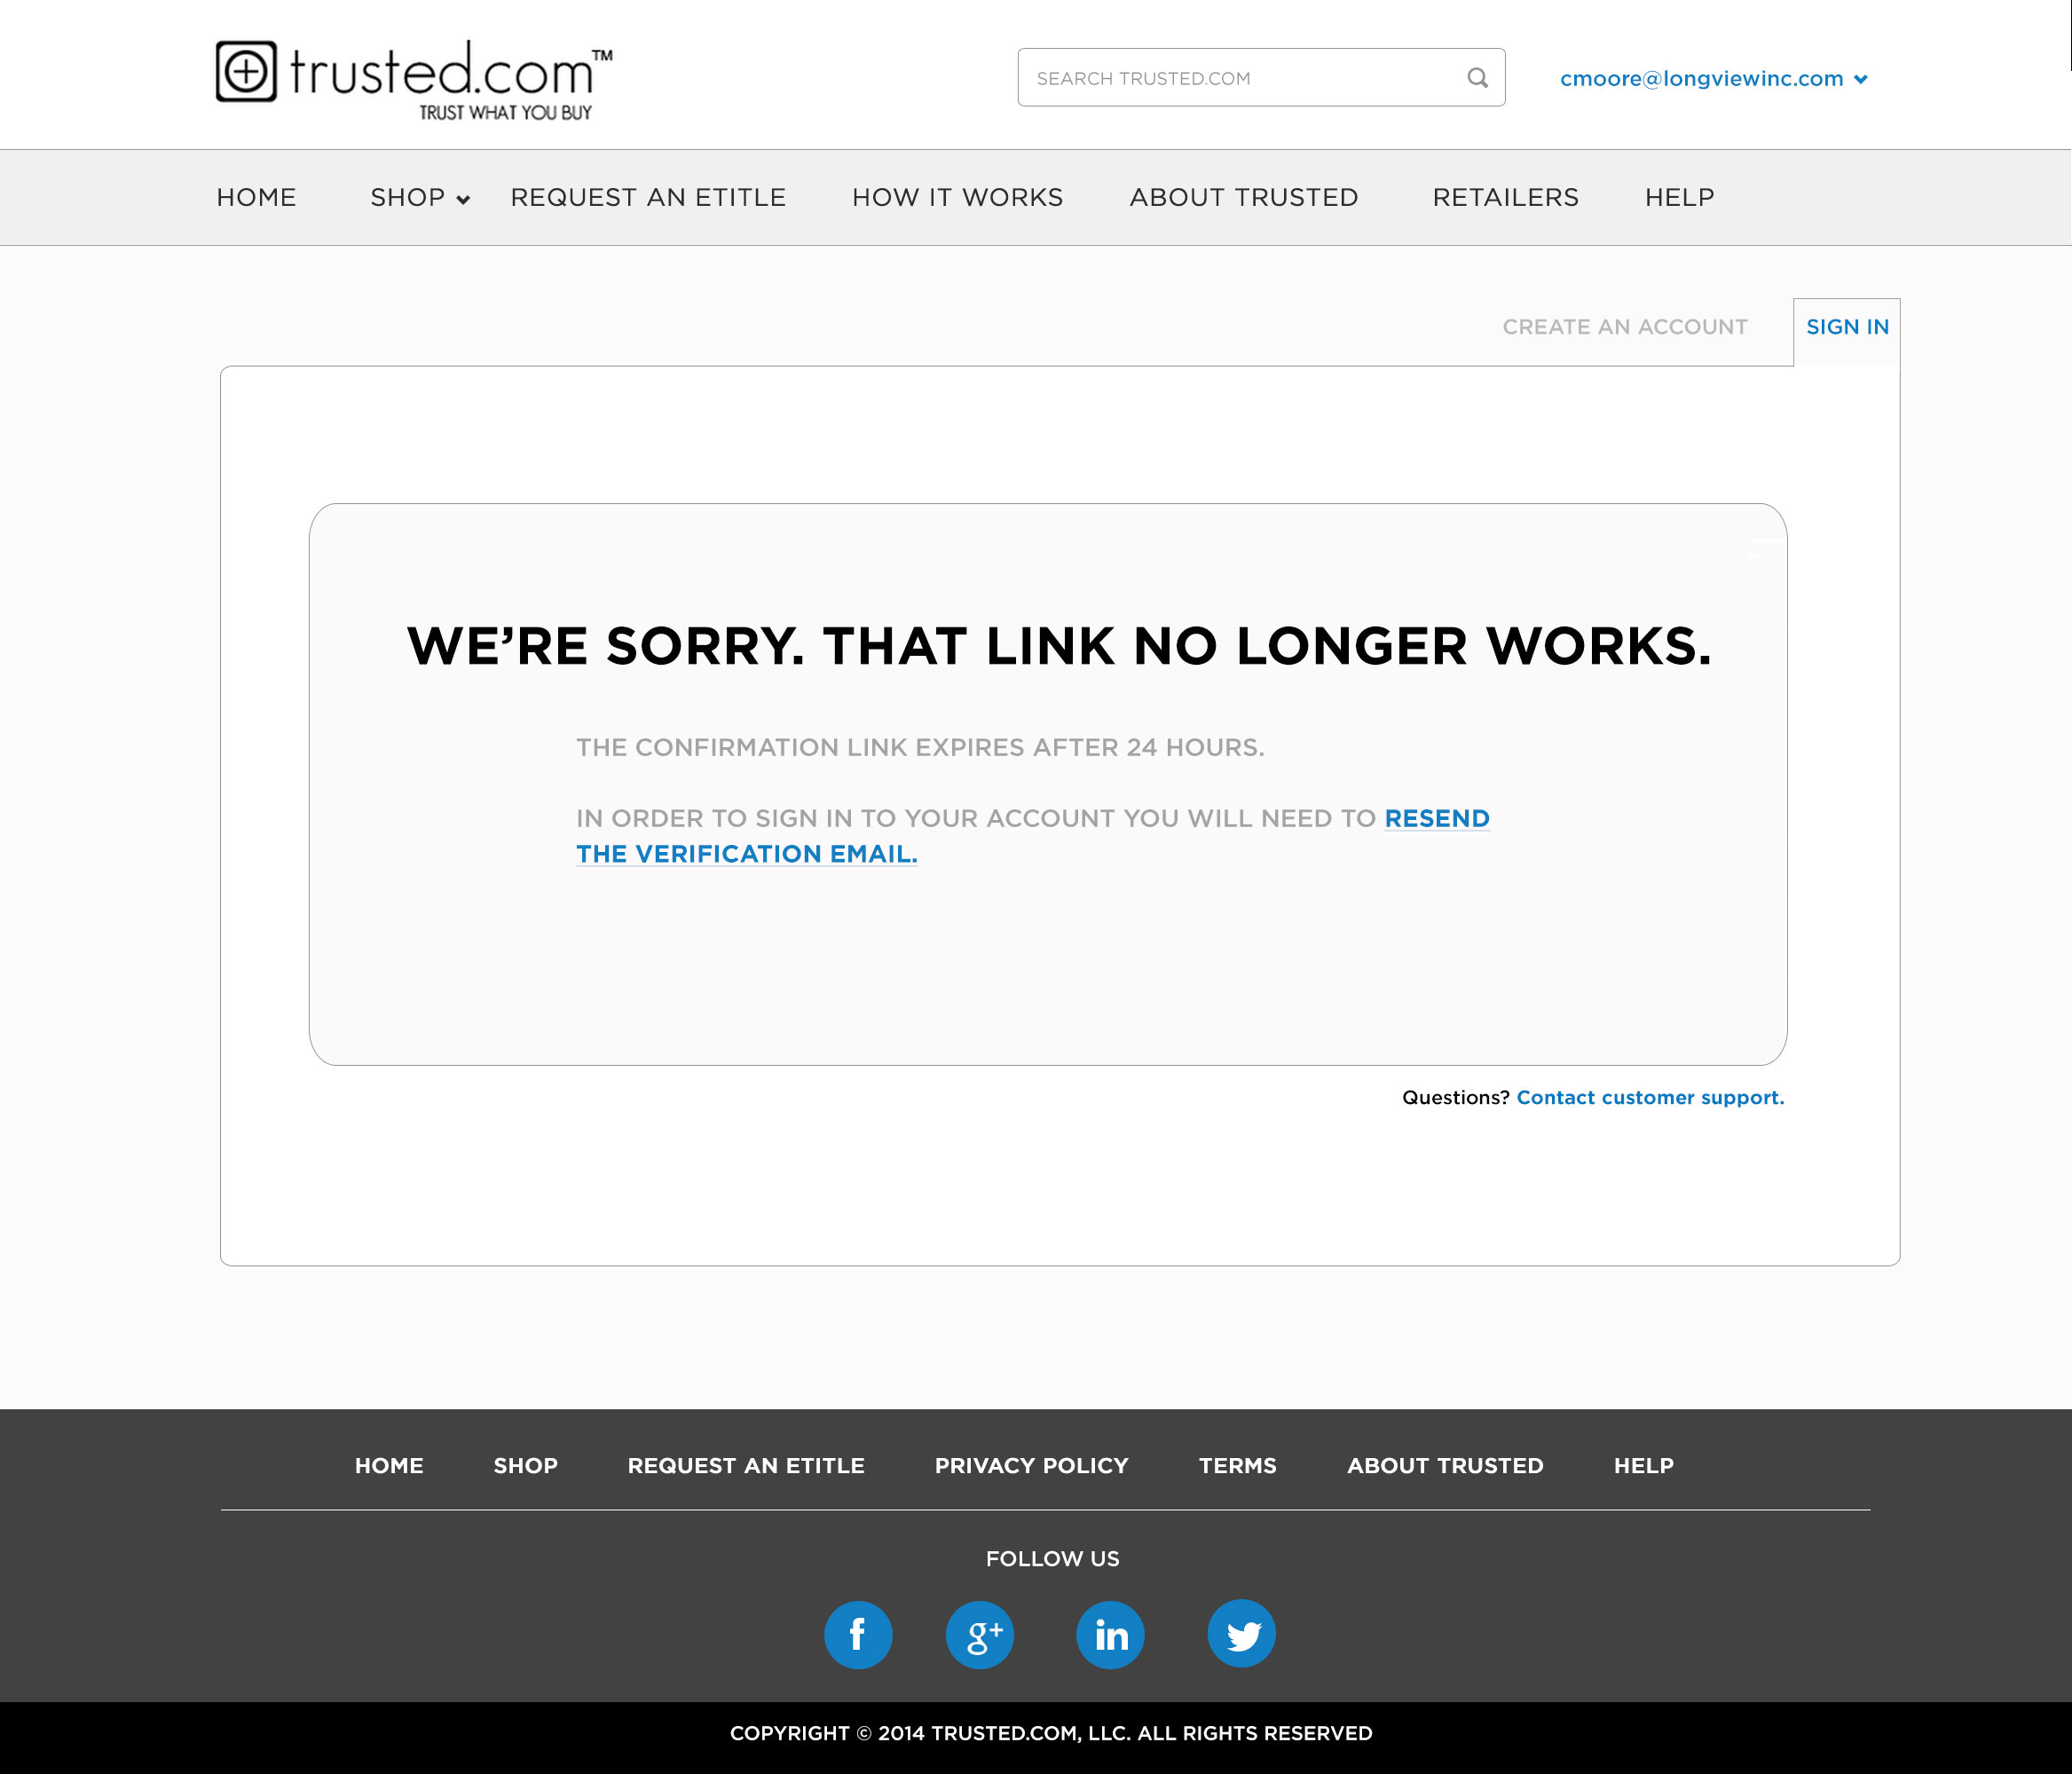 trusted.com™
TRUST WHAT YOU BUY
SEARCH TRUSTED.COM
cmoore@longviewinc.com
HOME SHOP REQUEST AN ETITLE HOW IT WORKS ABOUT TRUSTED RETAILERS HELP
CREATE AN ACCOUNT SIGN IN
WE’RE SORRY. THAT LINK NO LONGER WORKS.
THE CONFIRMATION LINK EXPIRES AFTER 24 HOURS.
IN ORDER TO SIGN IN TO YOUR ACCOUNT YOU WILL NEED TO RESEND
THE VERIFICATION EMAIL.
Questions? Contact customer support.
HOME SHOP REQUEST AN ETITLE PRIVACY POLICY TERMS ABOUT TRUSTED HELP
FOLLOW US
f g+ in
COPYRIGHT © 2014 TRUSTED.COM, LLC. ALL RIGHTS RESERVED